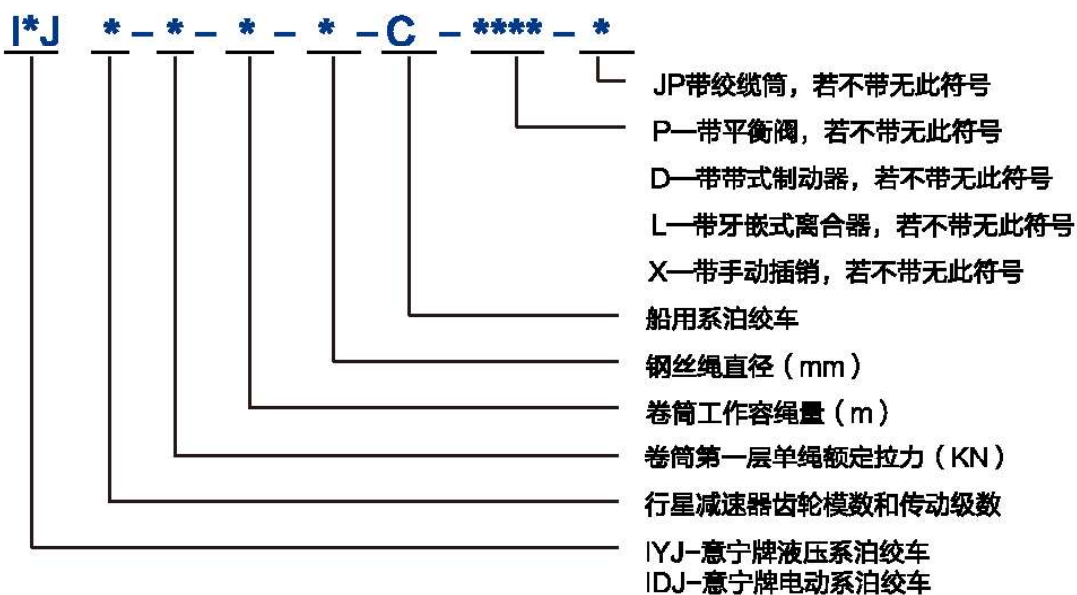 I*J *-*-*-*-C-****-*
JP带绞缆筒，若不带无此符号
P—带平衡阀，若不带无此符号
D—带带式制动器，若不带无此符号
L—带牙嵌式离合器，若不带无此符号
X—带手动插销，若不带无此符号
船用系泊绞车
钢丝绳直径（mm）
卷筒工作容绳量（m）
卷筒第一层单绳额定拉力（KN）
行星减速器齿轮模数和传动级数
IYJ-意宁牌液压系泊绞车
IDJ-意宁牌电动系泊绞车